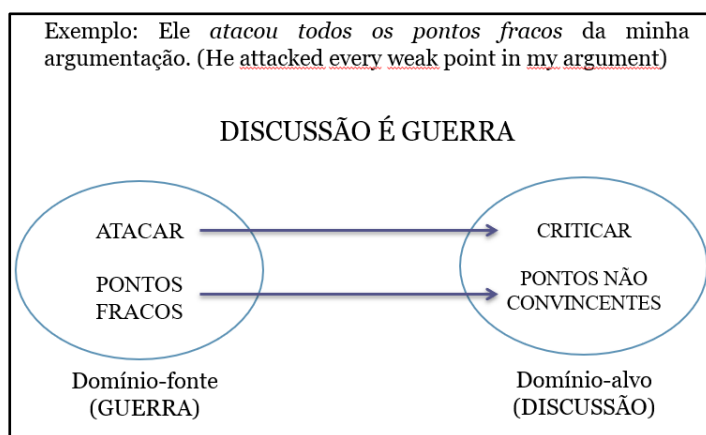 Exemplo: Ele atacou todos os pontos fracos da minha
argumentação. (He attacked every weak point in my argument)
DISCUSSÃO É GUERRA
ATACAR
CRITICAR
PONTOS
FRACOS
PONTOS NÃO
CONVINCENTES
Domínio-fonte
(GUERRA)
Domínio-alvo
(DISCUSSÃO)